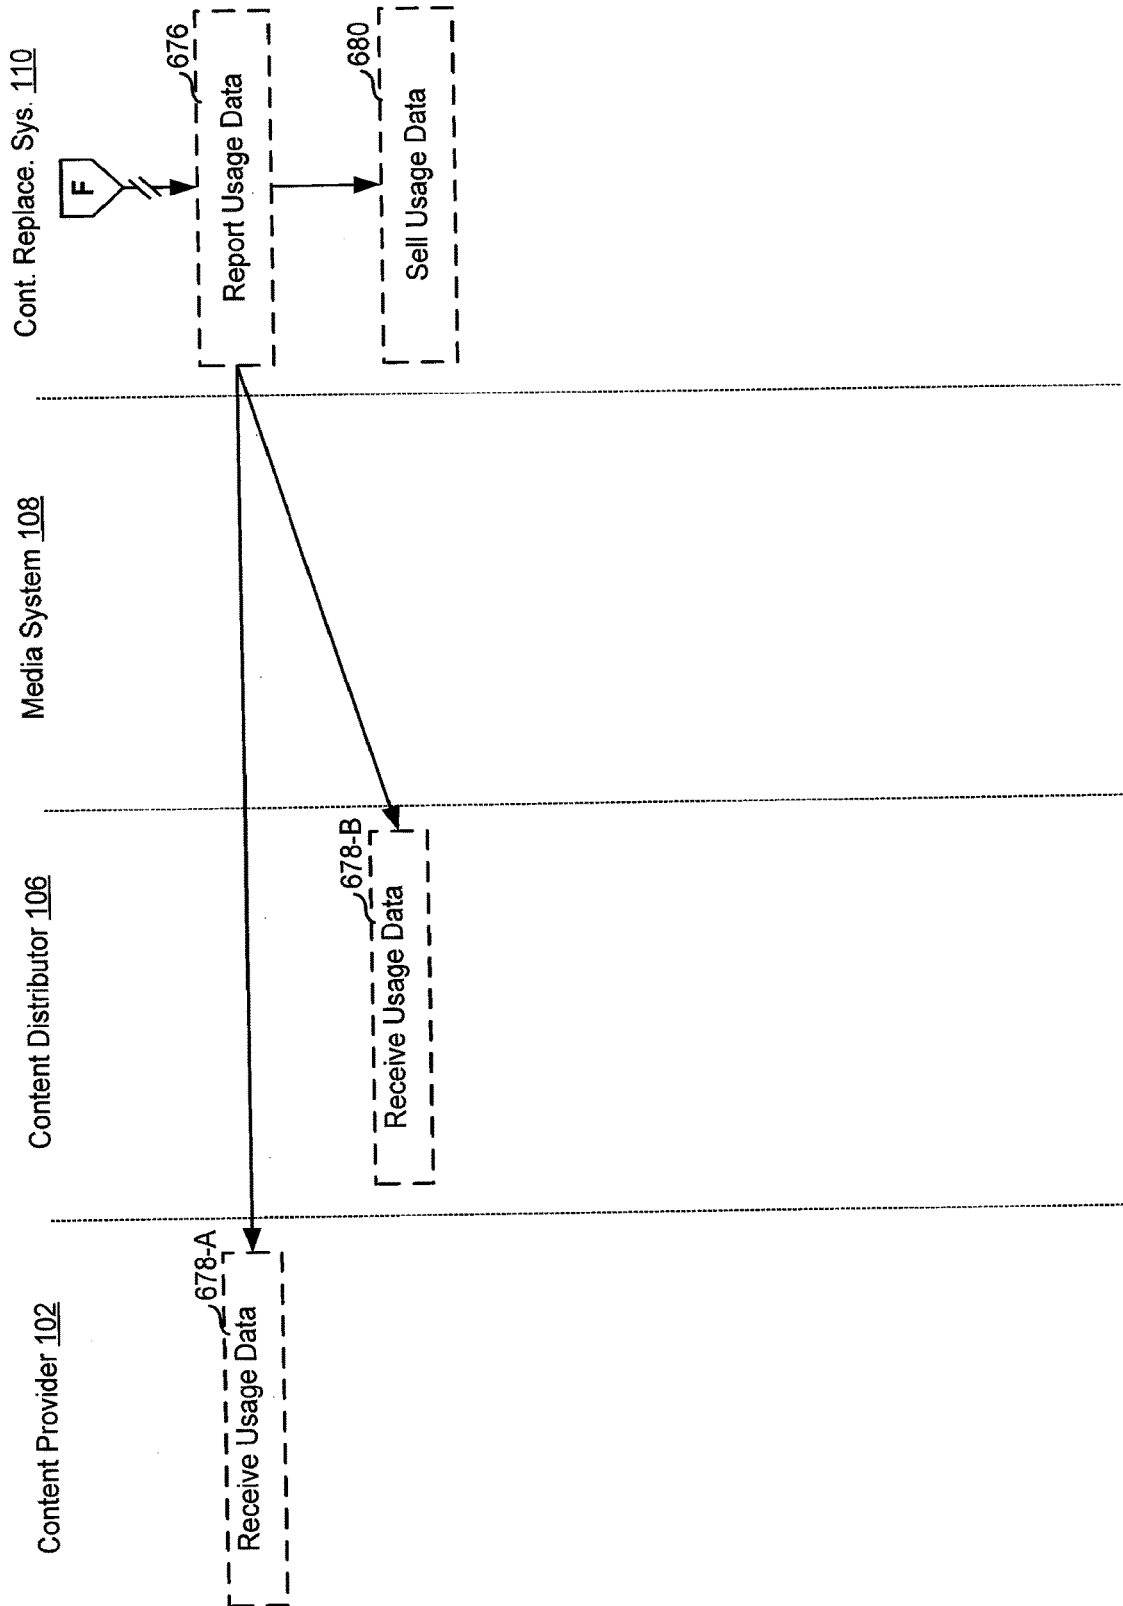 Content Provider 102
Content Distributor 106
Media System 108
Cont. Replace. Sys. 110
F
676
Report Usage Data
678-A
Receive Usage Data
678-B
Receive Usage Data
680
Sell Usage Data